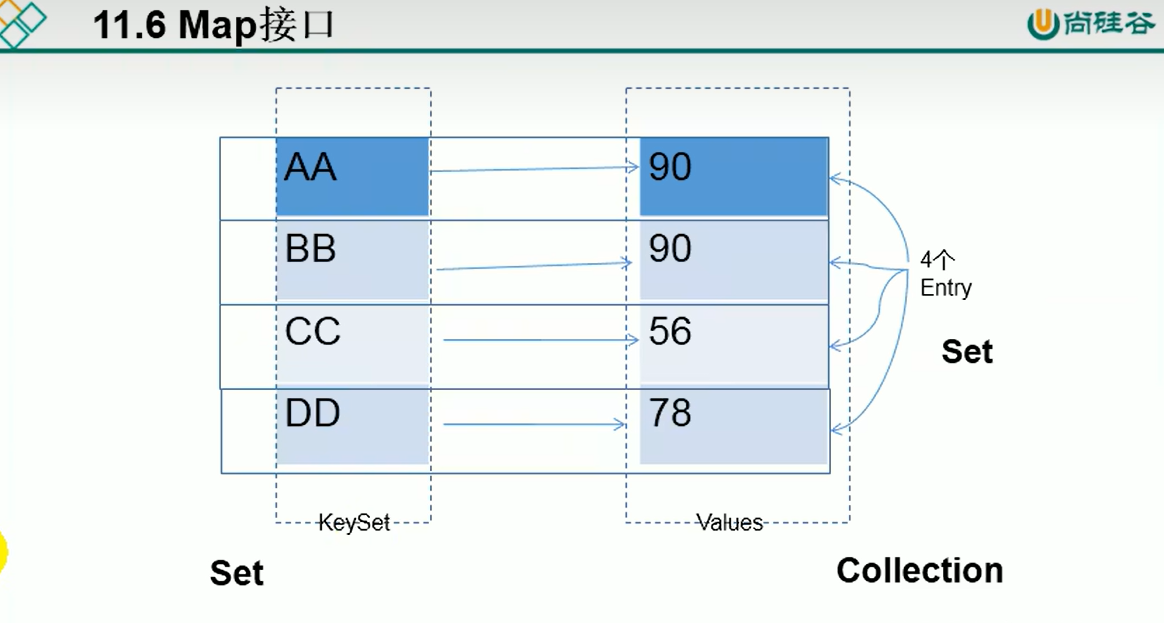 11.6 Map接口
尚硅谷
AA
90
BB
90
CC
56
DD
78
4个
Entry
Set
KeySet
Values
Set
Collection